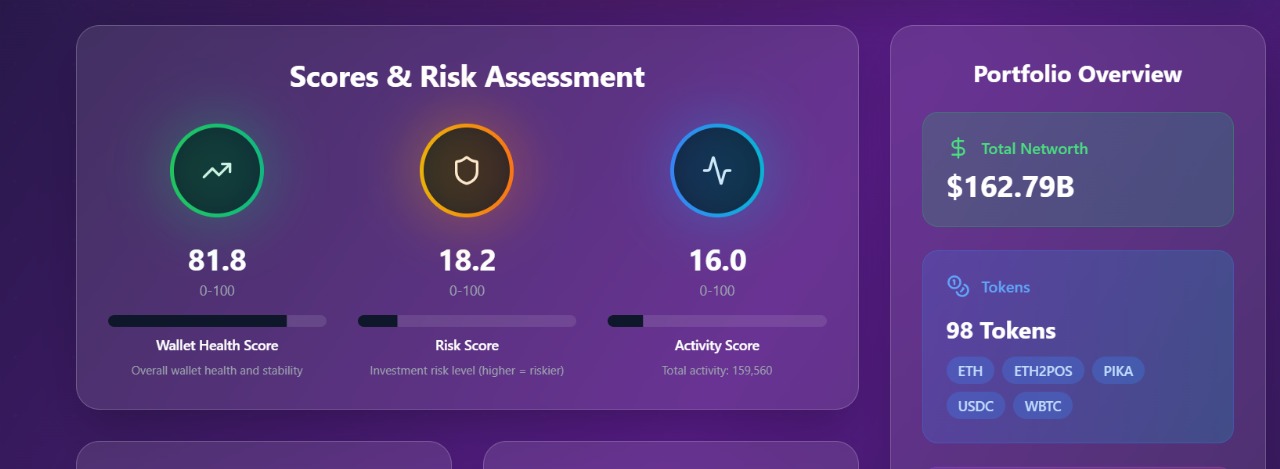 Scores & Risk Assessment
81.8
0-100
Wallet Health Score
Overall wallet health and stability
18.2
0-100
Risk Score
Investment risk level (higher = riskier)
16.0
0-100
Activity Score
Total activity: 159,560
Portfolio Overview
$ Total Networth
$162.79B
Tokens
98 Tokens
ETH ETH2POS PIKA
USDC WBTC